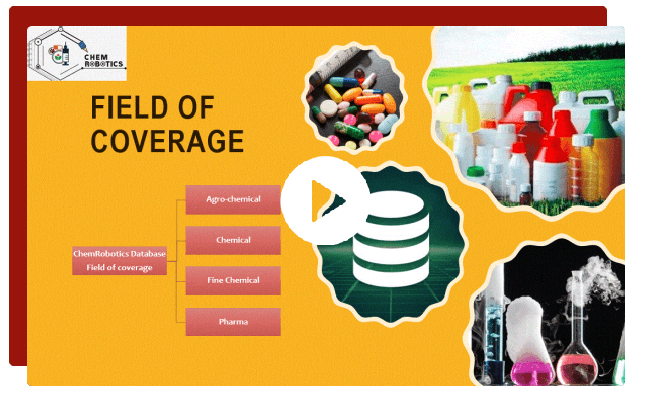 CHEM
ROBOTICS
FIELD OF
COVERAGE
ChemRobotics Database
Field of coverage
Agro-chemical
Chemical
Fine Chemical
Pharma